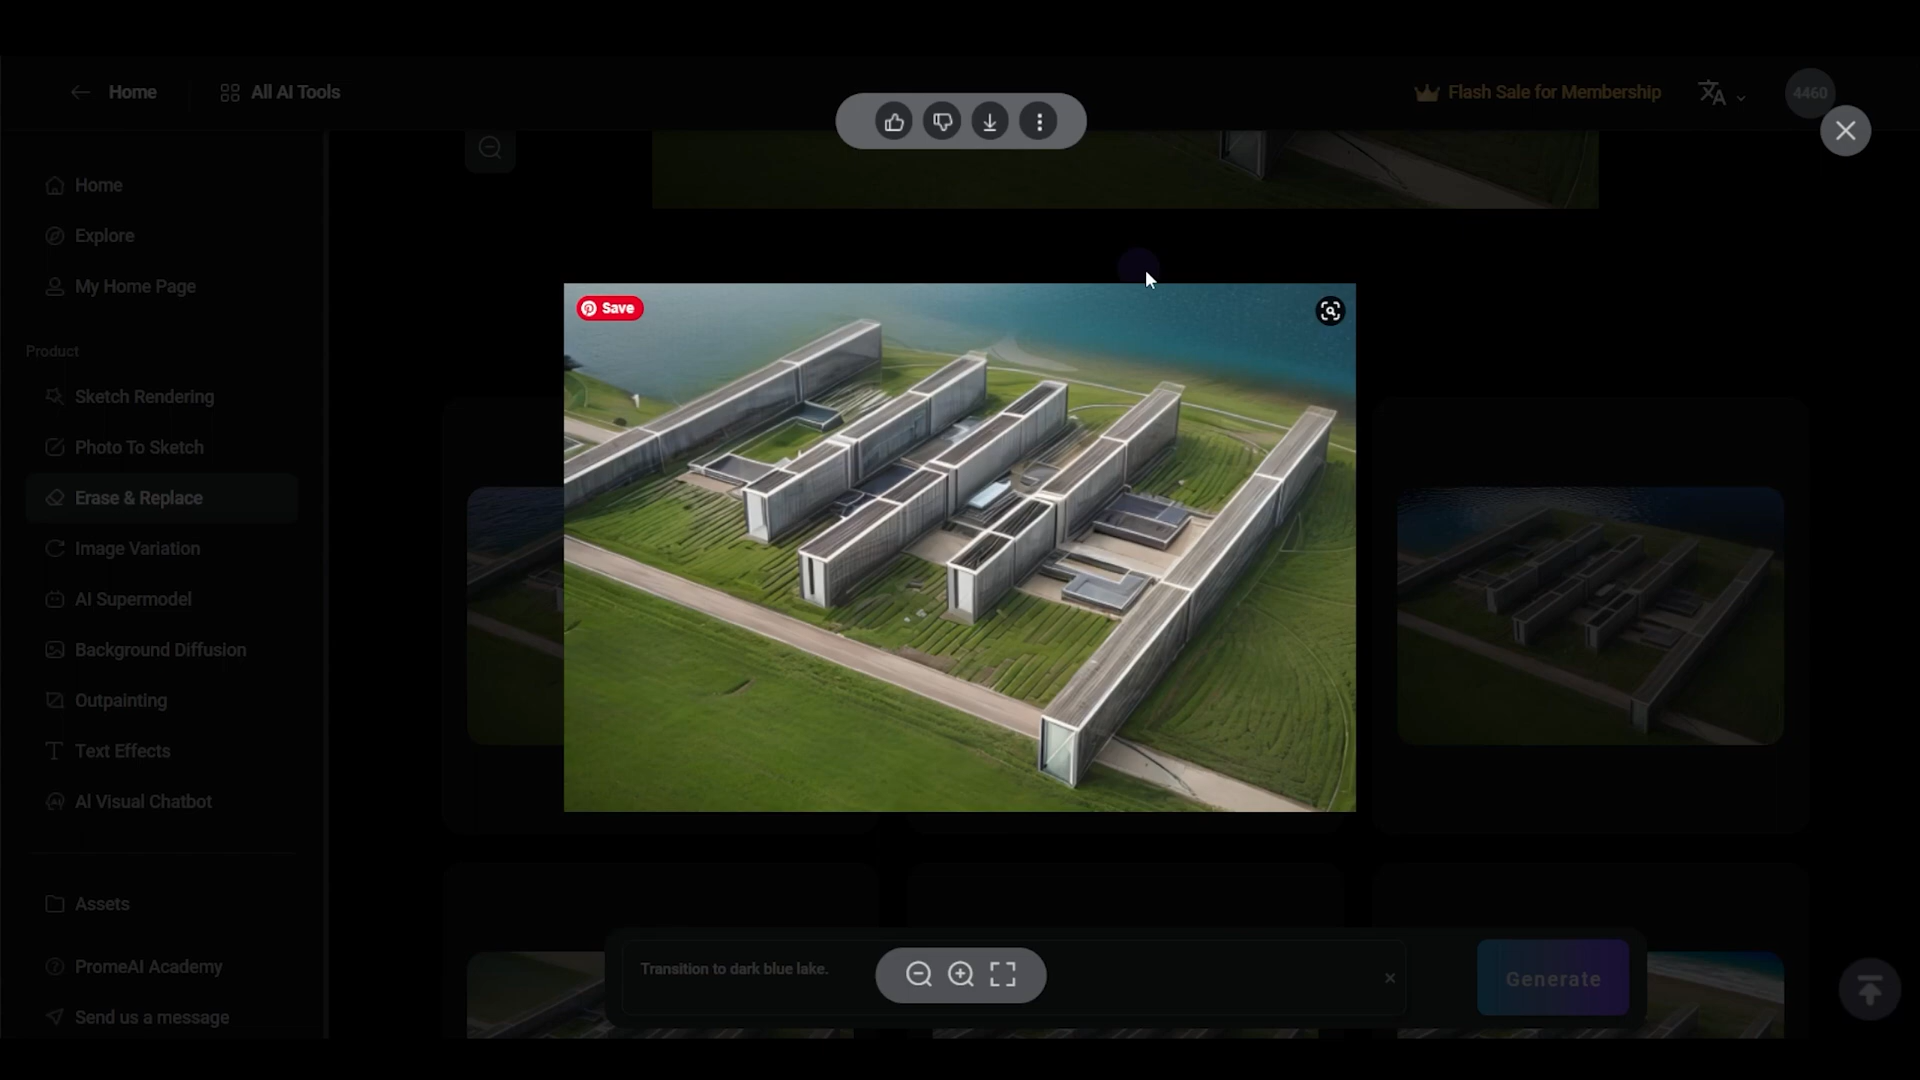 Home
All AI Tools
Flash Sale for Membership
4460
Home
Explore
My Home Page
Save
Product
Sketch Rendering
Photo To Sketch
Erase & Replace
Image Variation
AI Supermodel
Background Diffusion
Outpainting
Text Effects
AI Visual Chatbot
Assets
PromeAI Academy
Send us a message
Transition to dark blue lake.
Generate